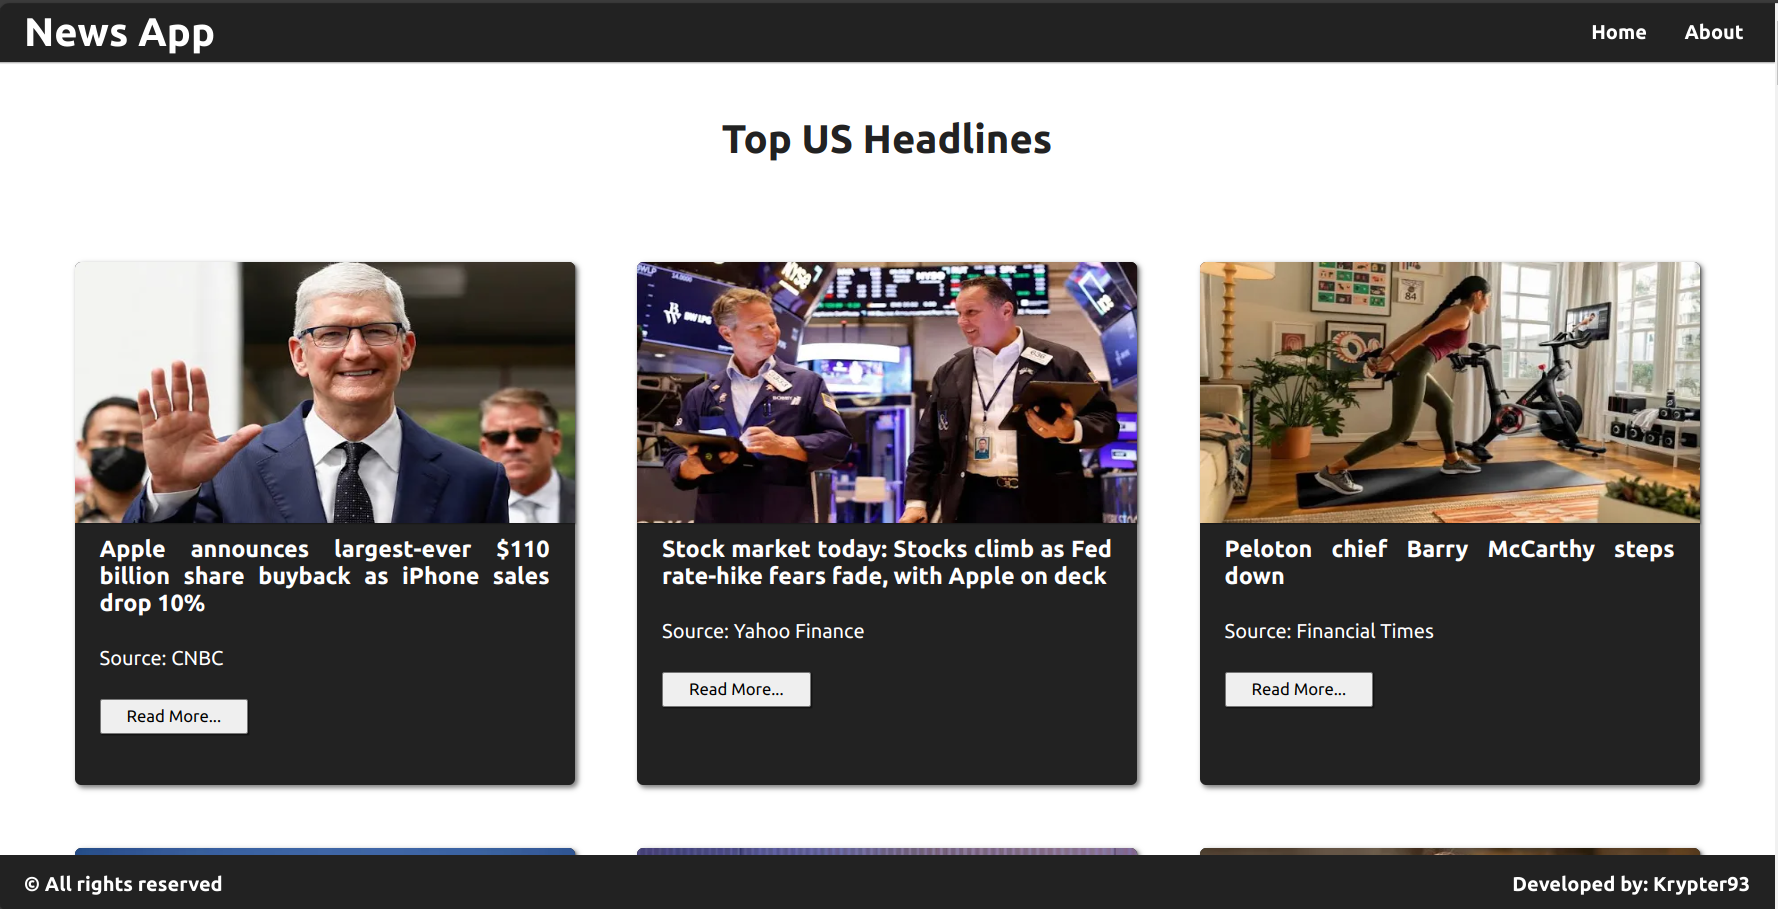 News App
Home
About
Top US Headlines
NYSE
84
Apple announces largest-ever $110
billion share buyback as iPhone sales
drop 10%
Source: CNBC
Read More...
Stock market today: Stocks climb as Fed
rate-hike fears fade, with Apple on deck
Source: Yahoo Finance
Read More...
Peloton chief Barry McCarthy steps
down
Source: Financial Times
Read More...
© All rights reserved
Developed by: Krypter93